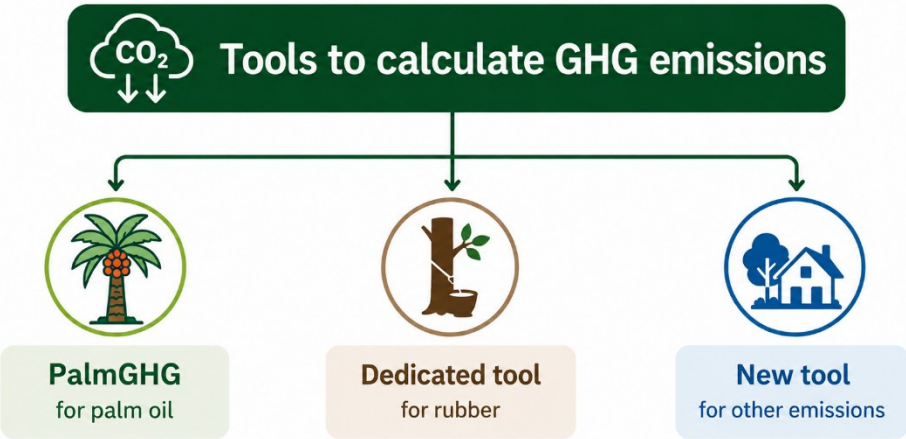 CO₂
Tools to calculate GHG emissions
PalmGHG
for palm oil
Dedicated tool
for rubber
New tool
for other emissions